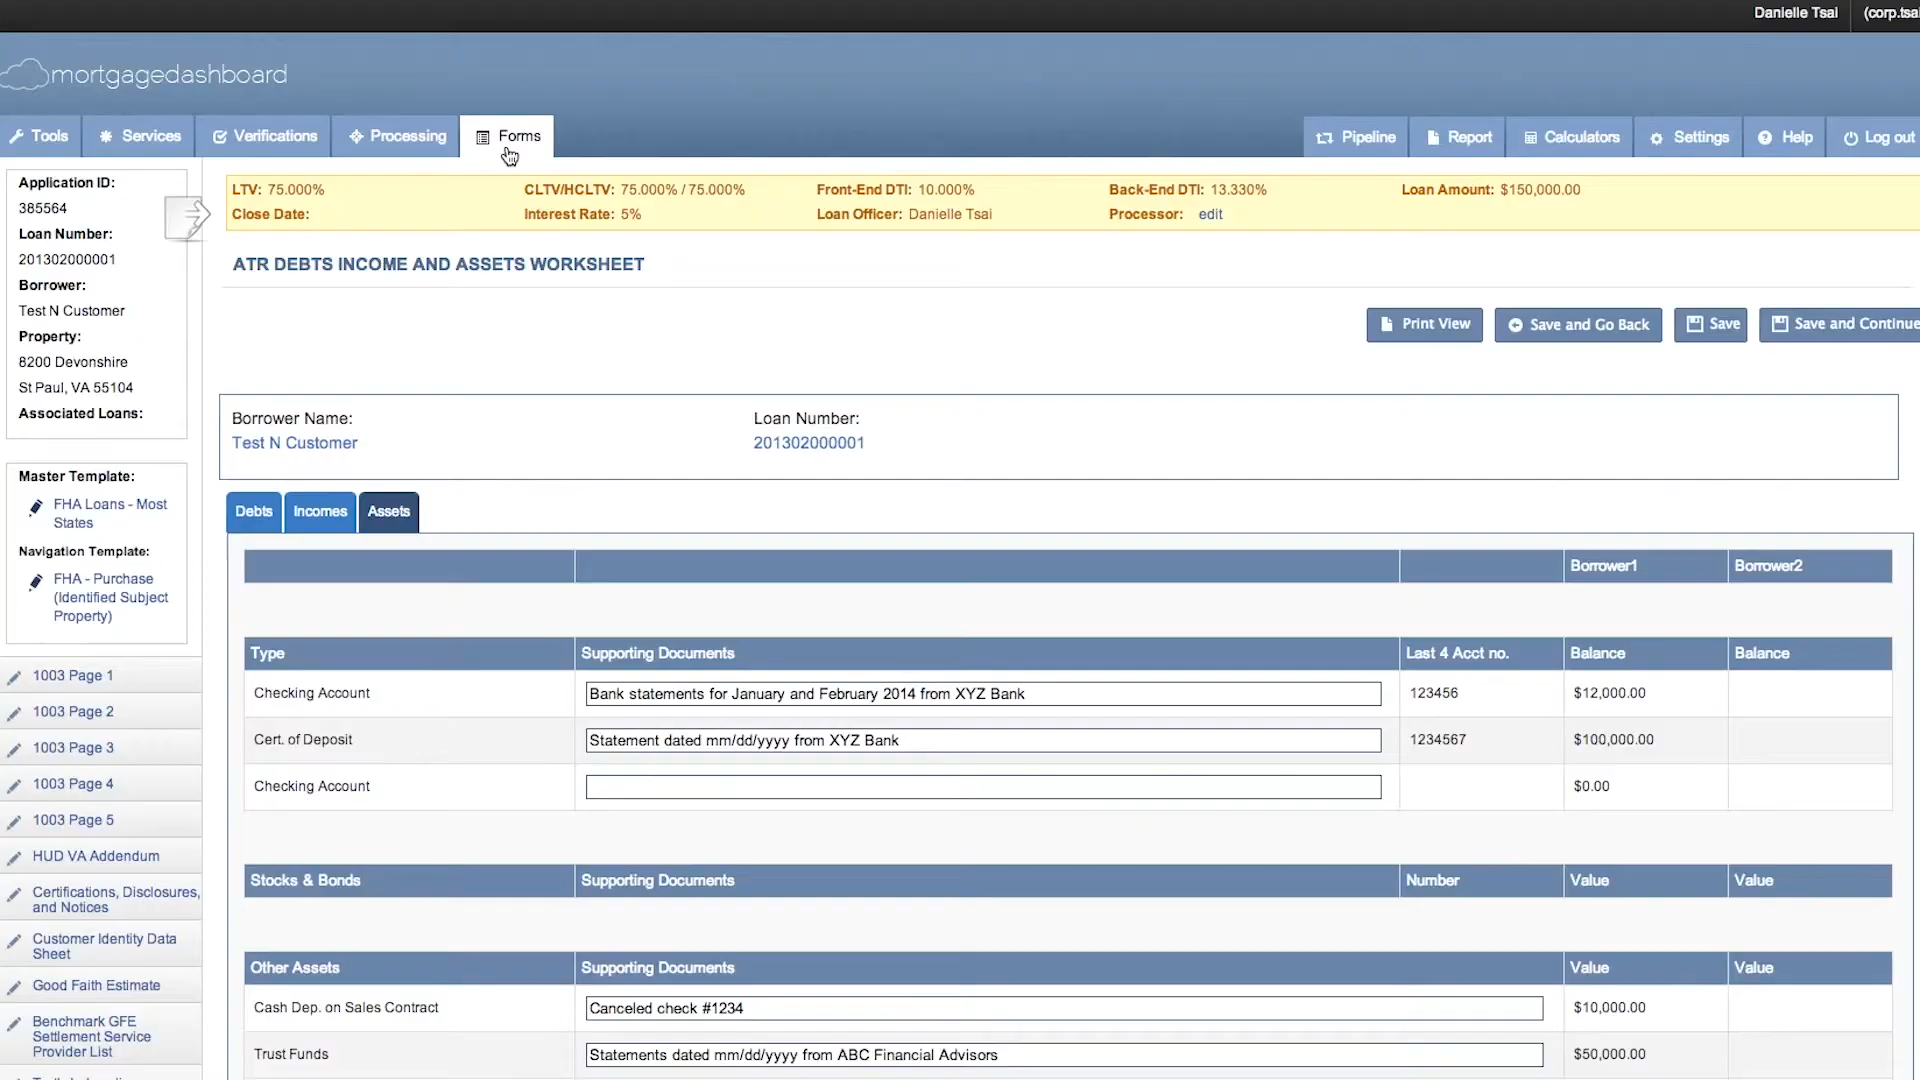 Danielle Tsai (corp.tsai
mortgagedashboard
Tools Services Verifications Processing Forms Pipeline Report Calculators Settings Help Log out
Application ID:
385564
Loan Number:
201302000001
Borrower:
Test N Customer
Property:
8200 Devonshire
St Paul, VA 55104
Associated Loans:
LTV: 75.000% CLTV/HCLTV: 75.000% / 75.000% Front-End DTI: 10.000% Back-End DTI: 13.330% Loan Amount: $150,000.00
Close Date: Interest Rate: 5% Loan Officer: Danielle Tsai Processor: edit
ATR DEBTS INCOME AND ASSETS WORKSHEET
Print View Save and Go Back Save Save and Continue
Borrower Name: Loan Number:
Test N Customer 201302000001
Master Template:
FHA Loans - Most
States
Navigation Template:
FHA - Purchase
(Identified Subject
Property)
1003 Page 1
1003 Page 2
1003 Page 3
1003 Page 4
1003 Page 5
HUD VA Addendum
Certifications, Disclosures,
and Notices
Customer Identity Data
Sheet
Good Faith Estimate
Benchmark GFE
Settlement Service
Provider List
Debts Incomes Assets
Borrower1 Borrower2
Type Supporting Documents Last 4 Acct no. Balance Balance
Checking Account Bank statements for January and February 2014 from XYZ Bank 123456 $12,000.00
Cert. of Deposit Statement dated mm/dd/yyyy from XYZ Bank 1234567 $100,000.00
Checking Account $0.00
Stocks & Bonds Supporting Documents Number Value Value
Other Assets Supporting Documents Value Value
Cash Dep. on Sales Contract Canceled check #1234 $10,000.00
Trust Funds Statements dated mm/dd/yyyy from ABC Financial Advisors $50,000.00